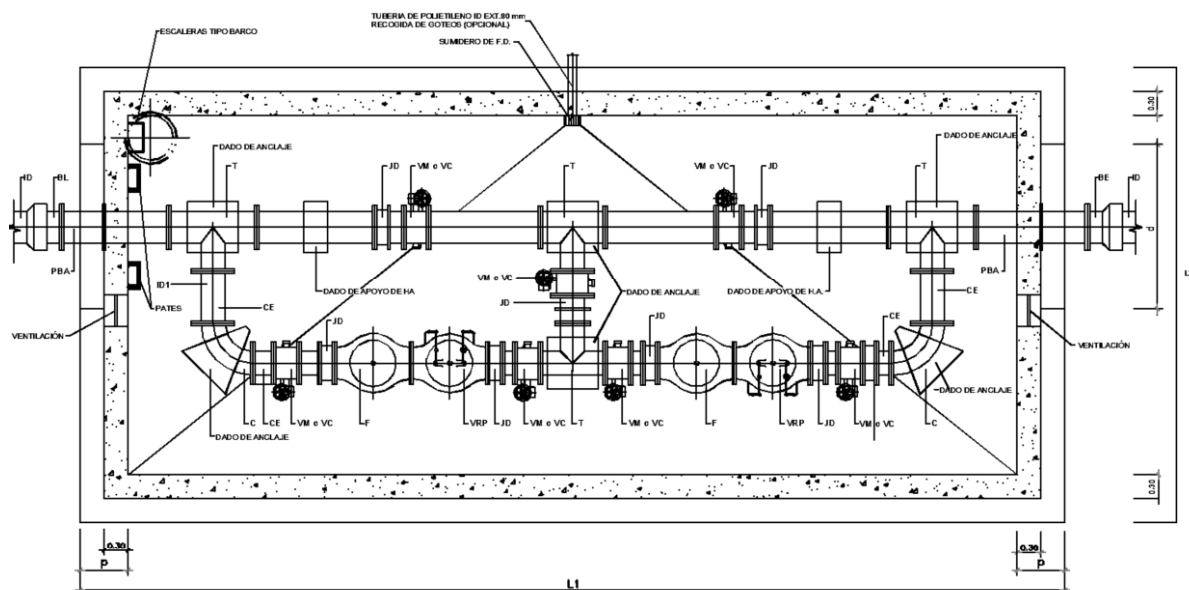 TUBERIA DE POLIETILENO ID EXT.80 mm
RECOGIDA DE GOTEOS (OPCIONAL)
ESCALERAS TIPO BARCO
SUMIDERO DE F.D.
0.30
DADO DE ANCLAJE
DADO DE ANCLAJE
ID
BL
T
JD
VM o VC
T
VM o VC
JD
T
BE
ID
d
PBA
PBA
ID1
CE
PATES
DADO DE APOYO DE HA
VM o VC
JD
DADO DE ANCLAJE
DADO DE APOYO DE H.A.
CE
VENTILACIÓN
JD
JD
CE
VENTILACIÓN
DADO DE ANCLAJE
C
CE
VM o VC
F
VRP
JD
VM o VC
T
VM o VC
F
VRP
JD
VM o VC
C
DADO DE ANCLAJE
0.30
0.30
0.30
P
P
L1